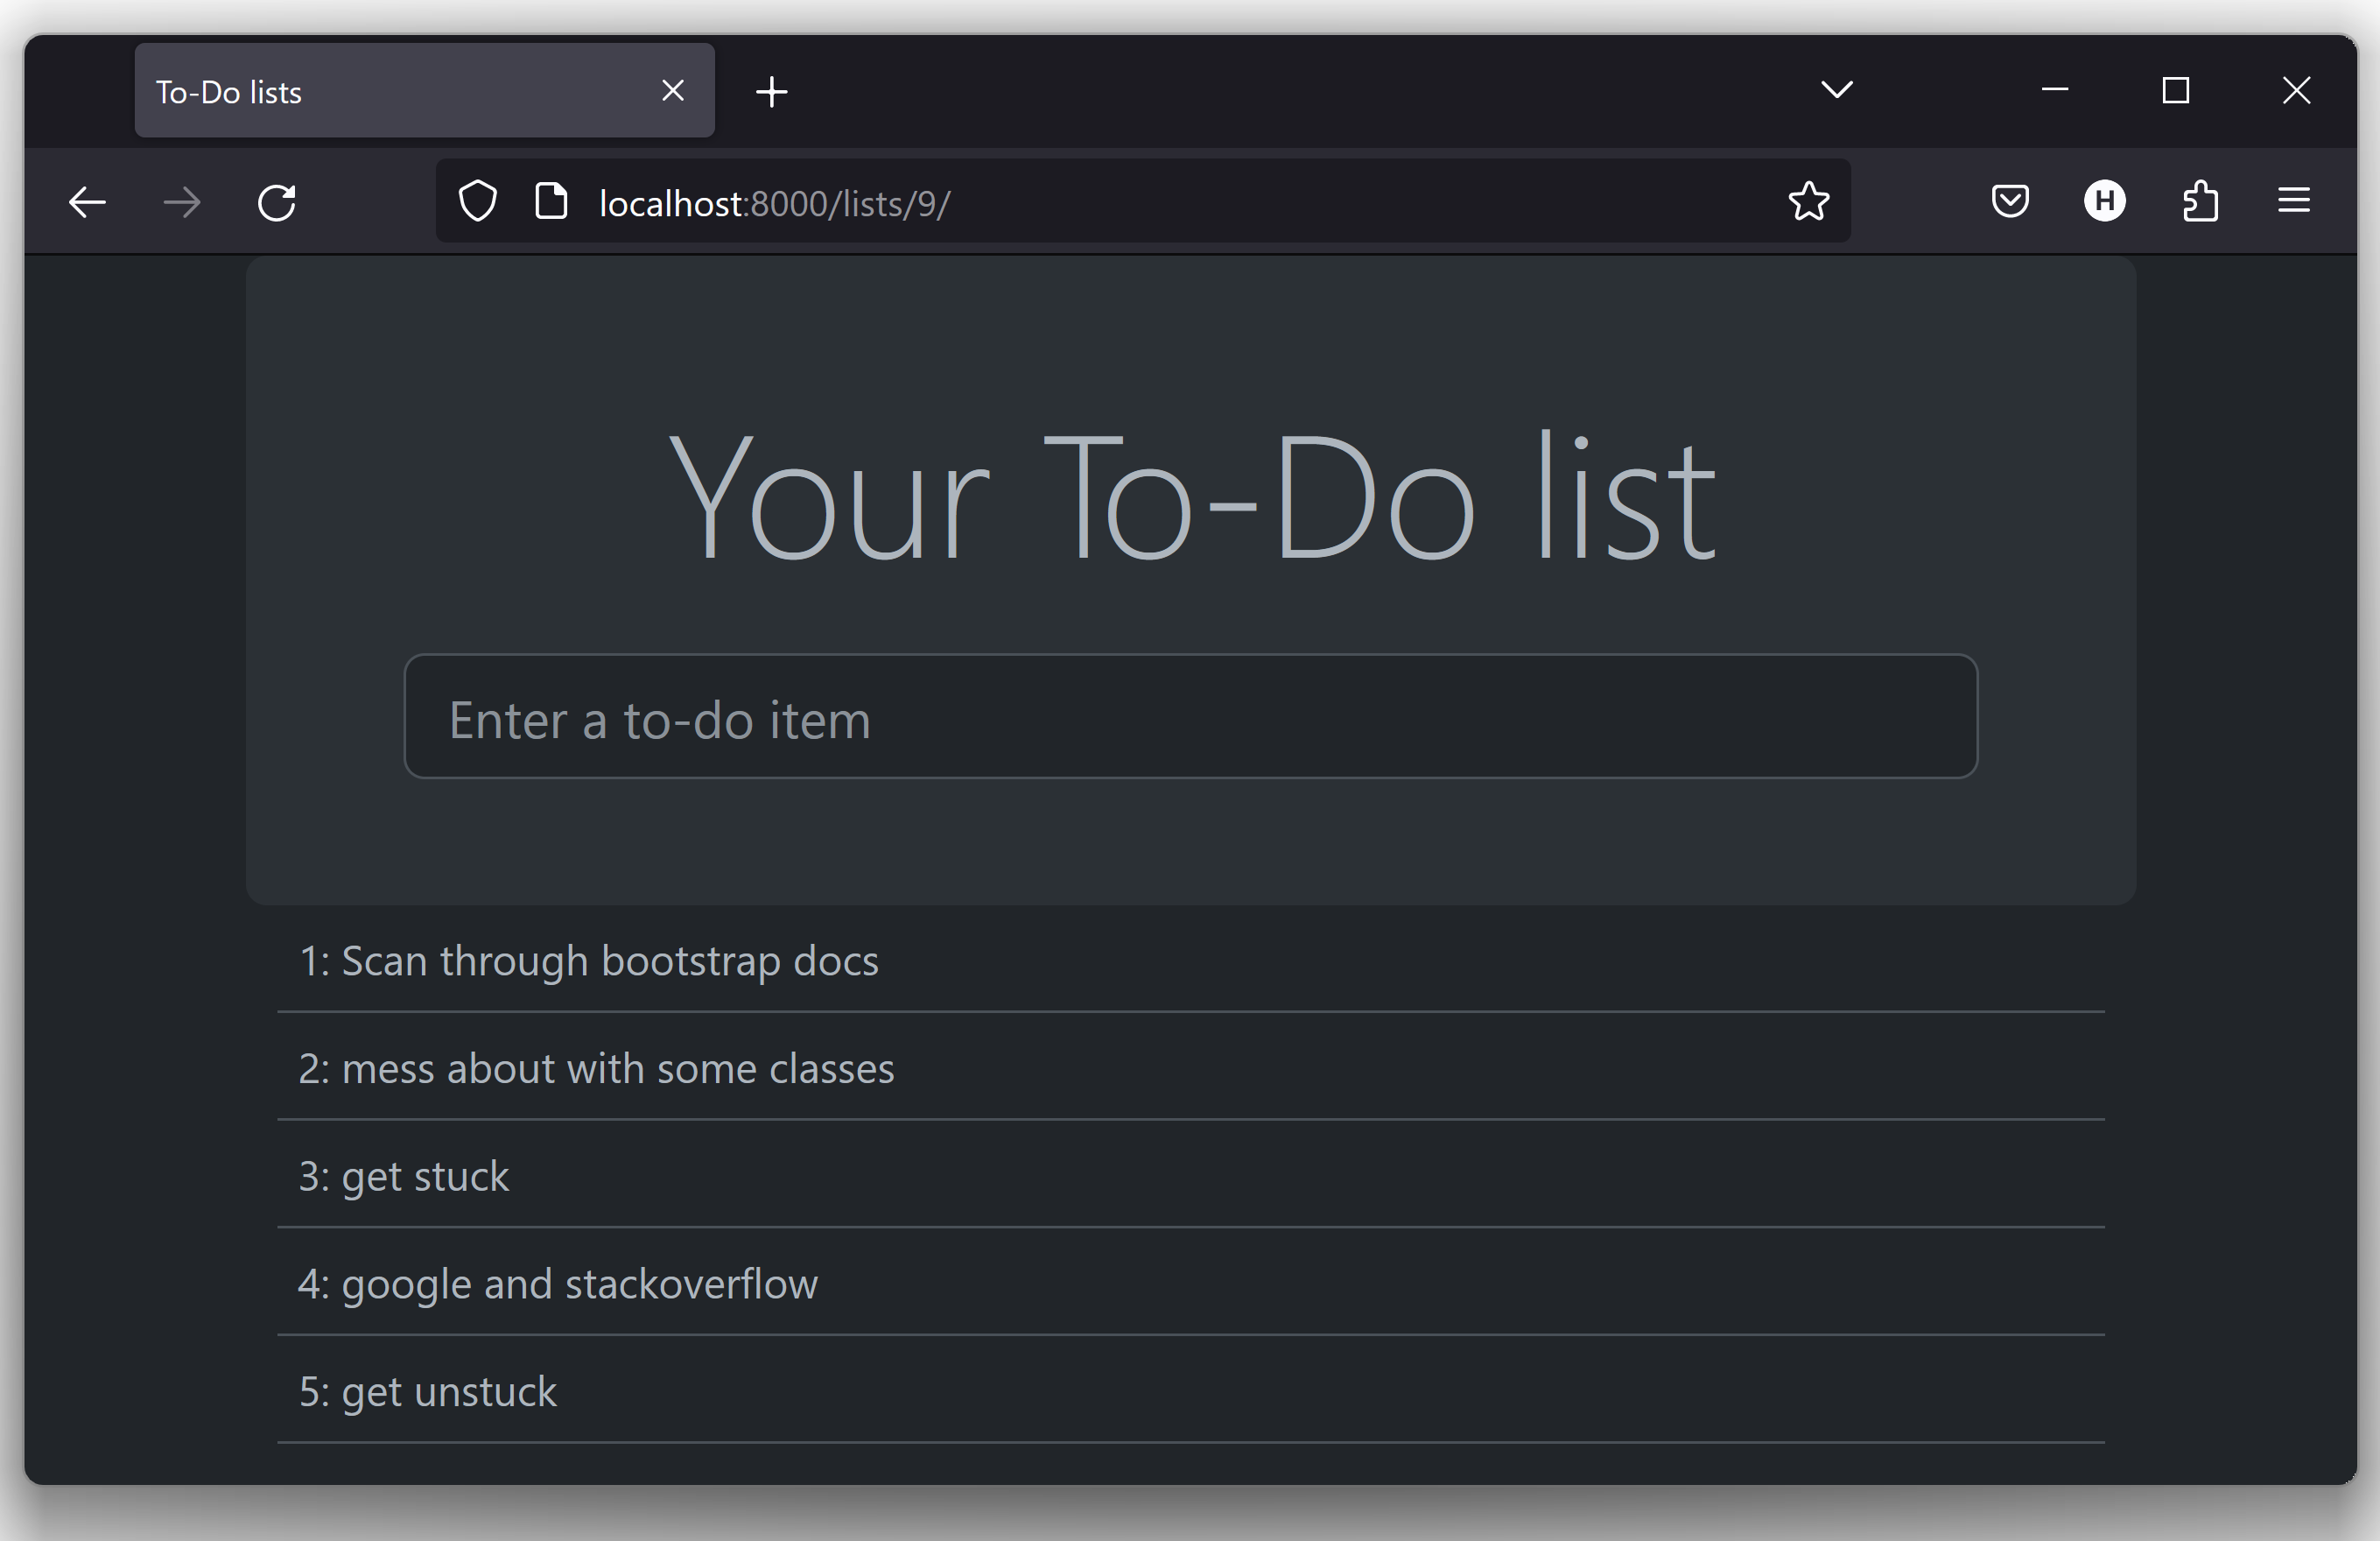 To-Do lists
localhost:8000/lists/9/
H
Your To-Do list
Enter a to-do item
1: Scan through bootstrap docs
2: mess about with some classes
3: get stuck
4: google and stackoverflow
5: get unstuck